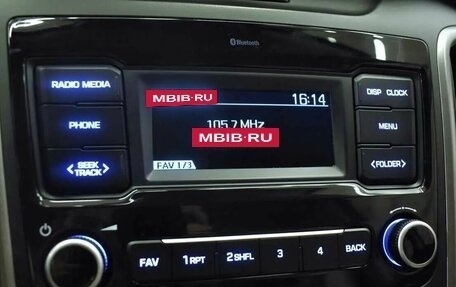 Bluetooth
RADIO MEDIA
MBIB.RU
16:14
DISP CLOCK
PHONE
105.7 MHz
MENU
MBIB.RU
< SEEK TRACK >
FAV 1/3
< FOLDER >
FAV
1 RPT
2 SHFL
3
4
BACK